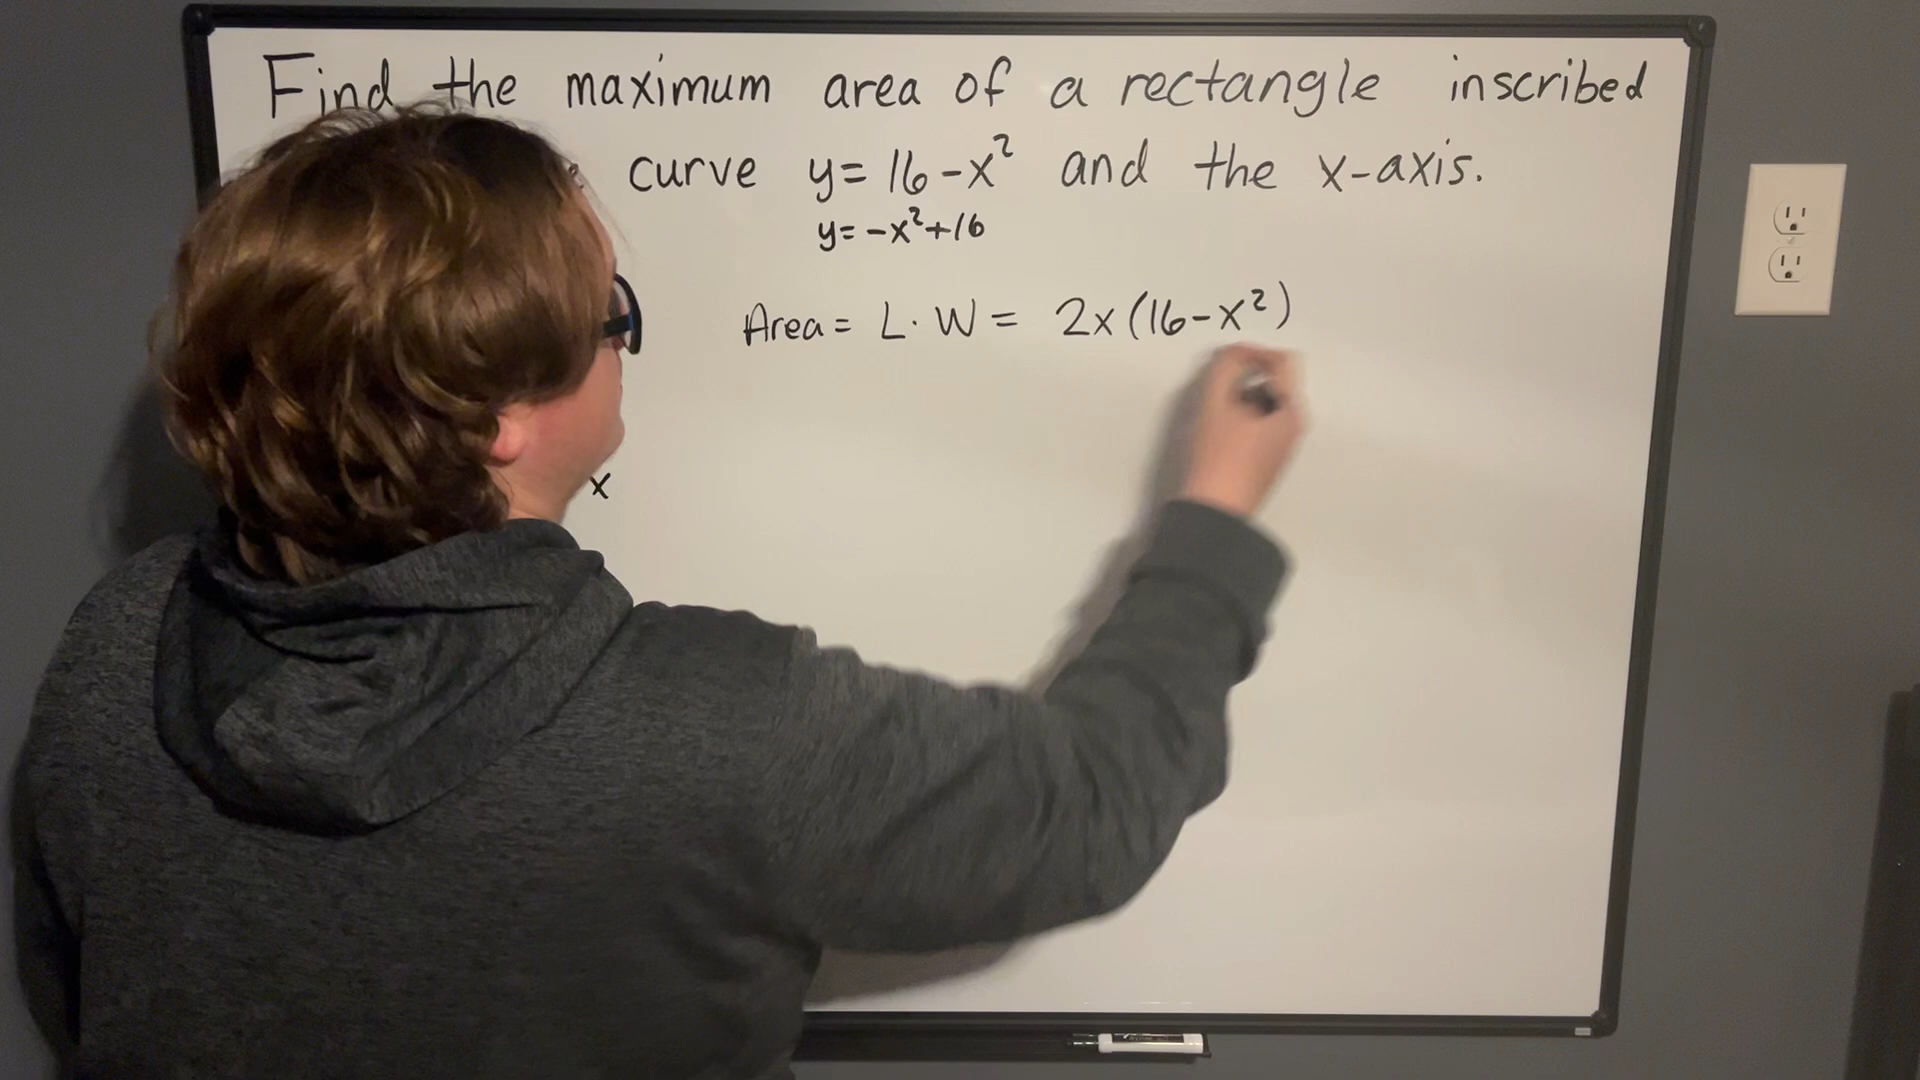 Find the maximum area of a rectangle inscribed
curve y=16-x² and the x-axis.
y=-x²+16
Area = L·W = 2x(16-x²)
x